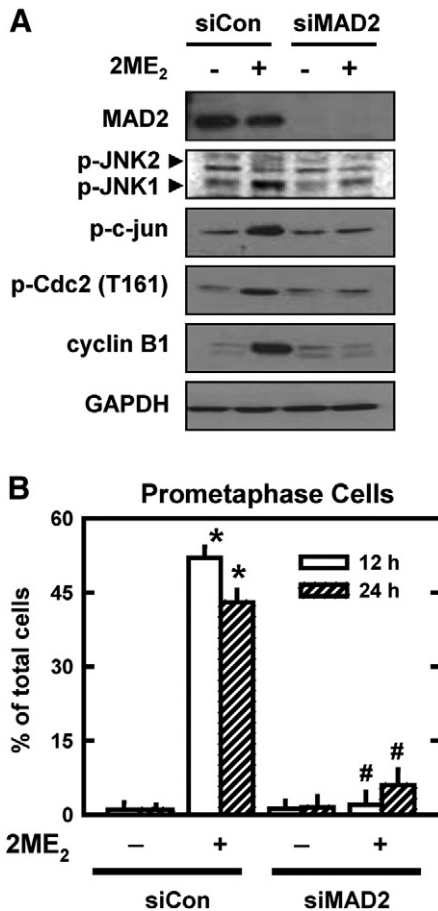 A
siCon siMAD2
2ME₂ - + - +
MAD2
p-JNK2
p-JNK1
p-c-jun
p-Cdc2 (T161)
cyclin B1
GAPDH
B
Prometaphase Cells
60
45
30
15
0
% of total cells
* *
12 h
24 h
# #
2ME₂ – + – +
siCon siMAD2